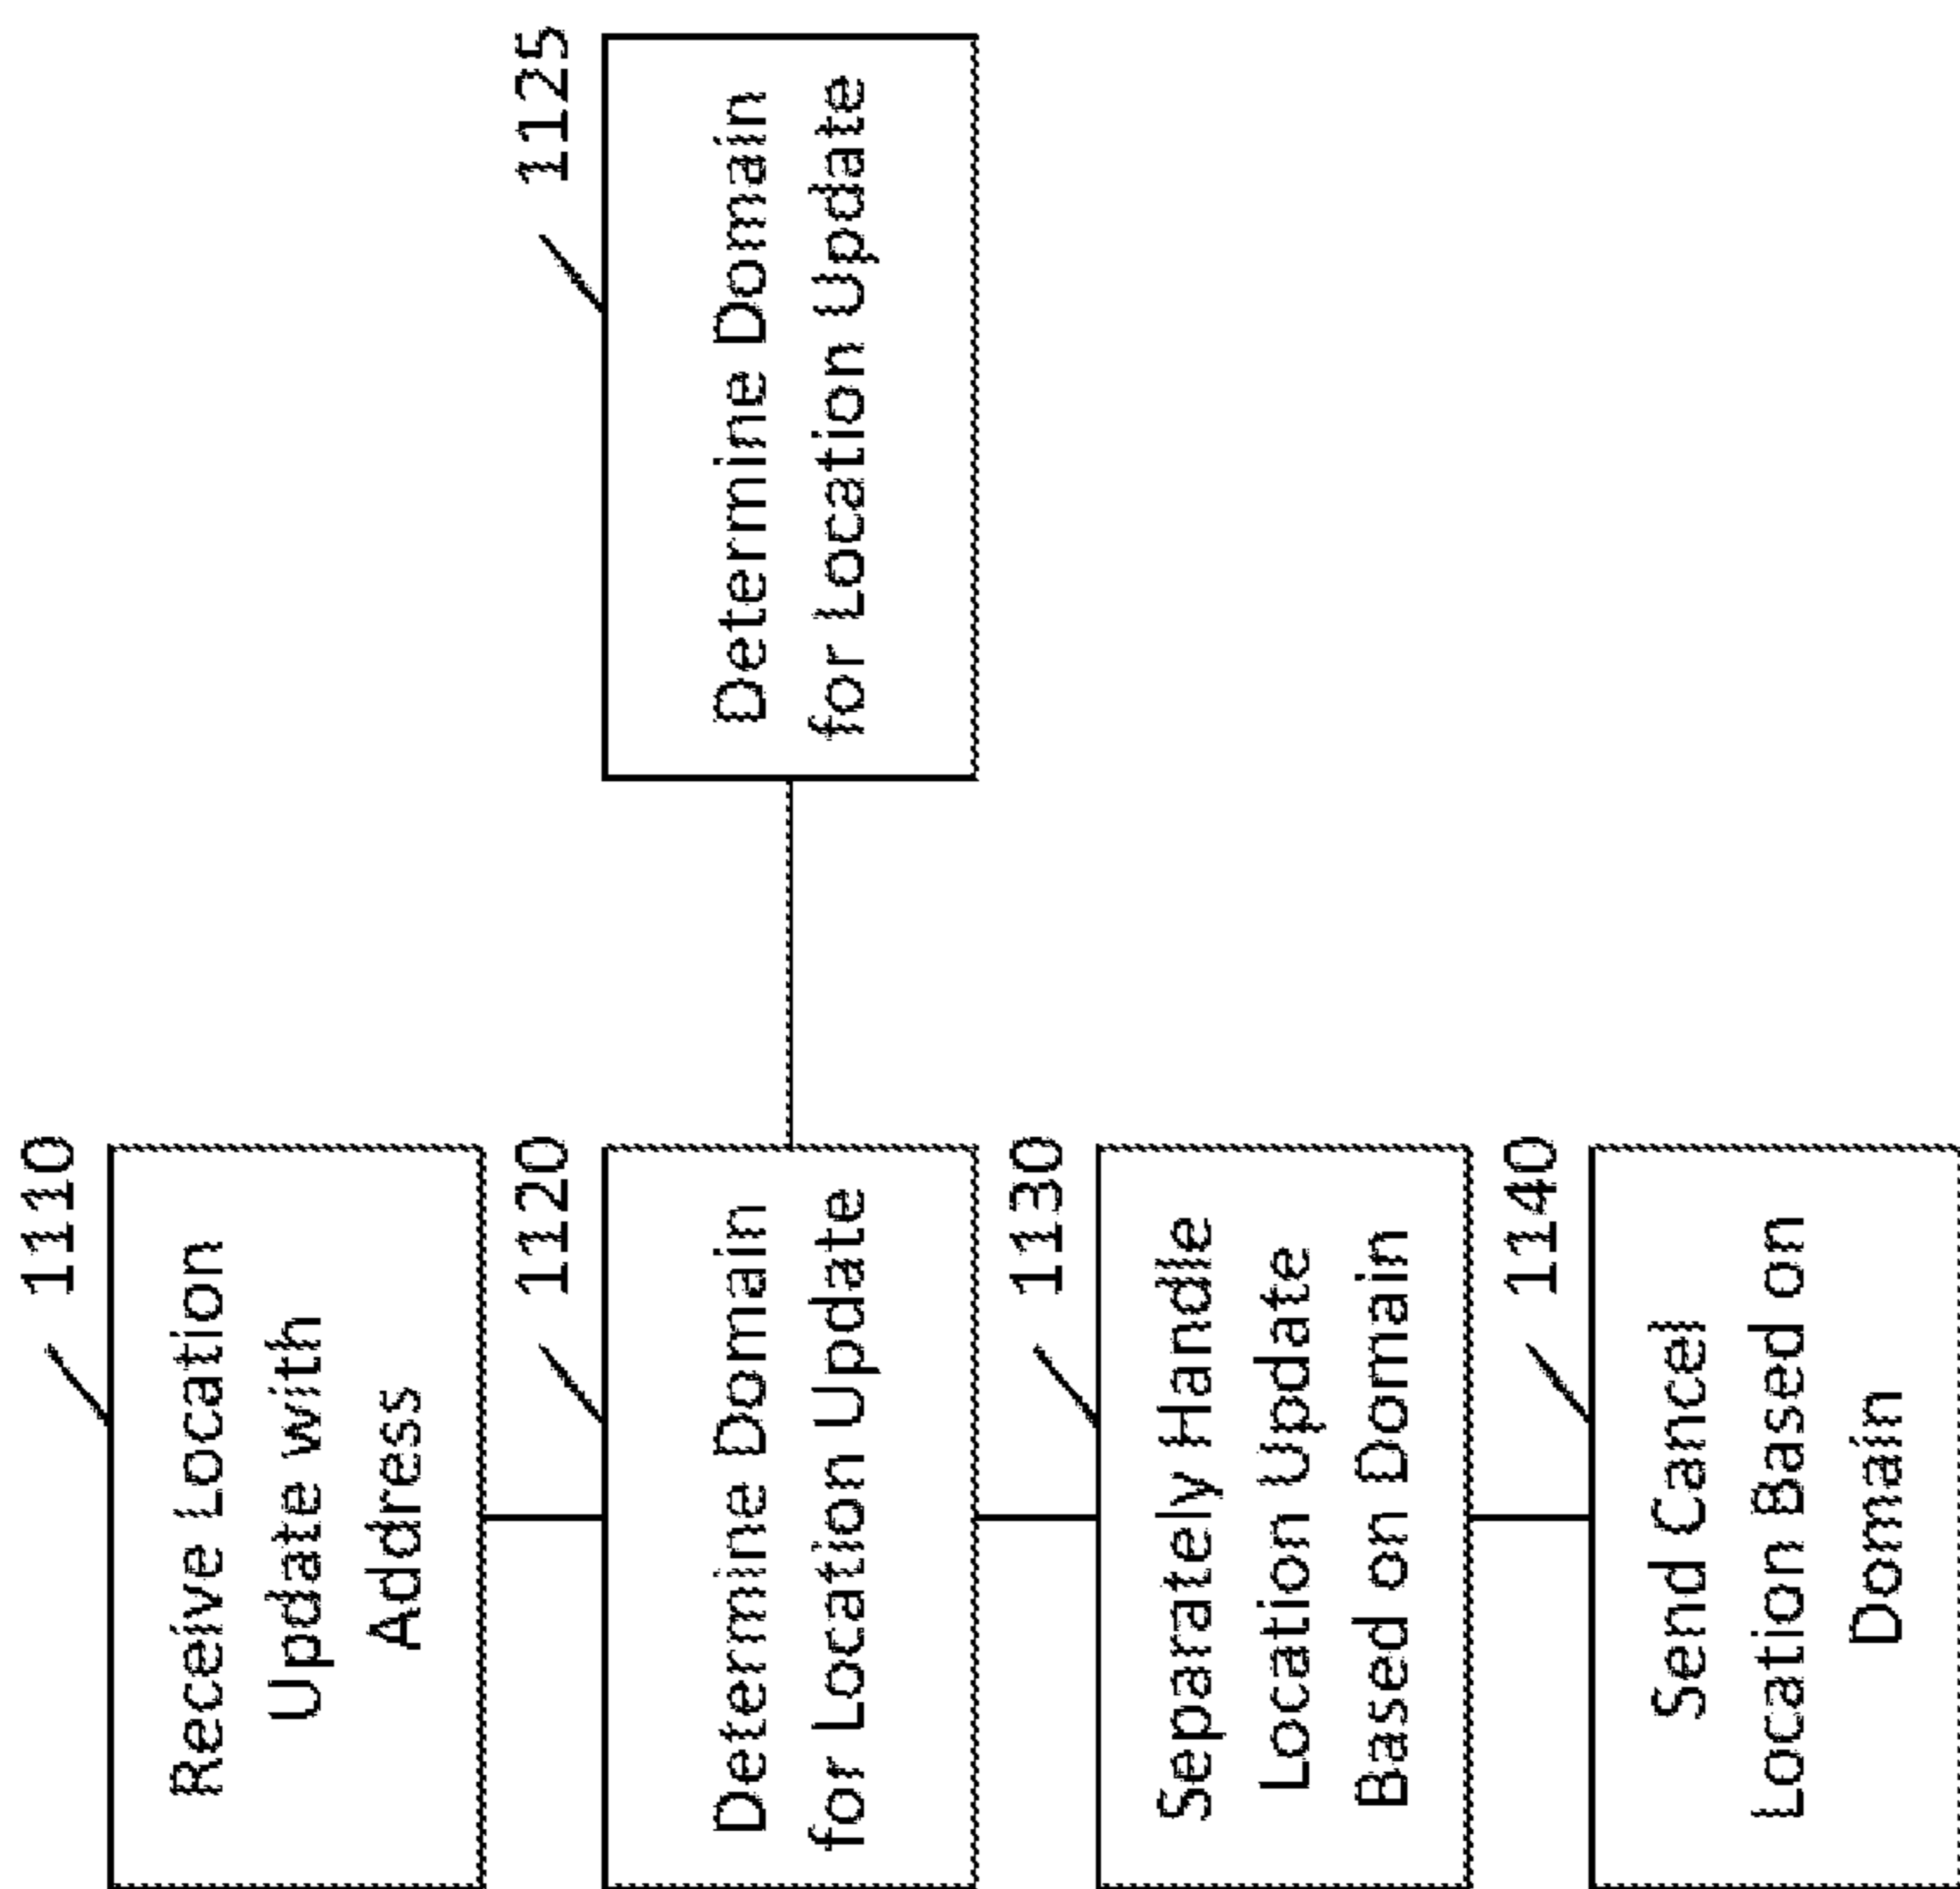 1110
Receive Location
Update with
Address
1120
Determine Domain
for Location Update
1125
Determine Domain
for Location Update
1130
Separately Handle
Location Update
Based on Domain
1140
Send Cancel
Location Based on
Domain